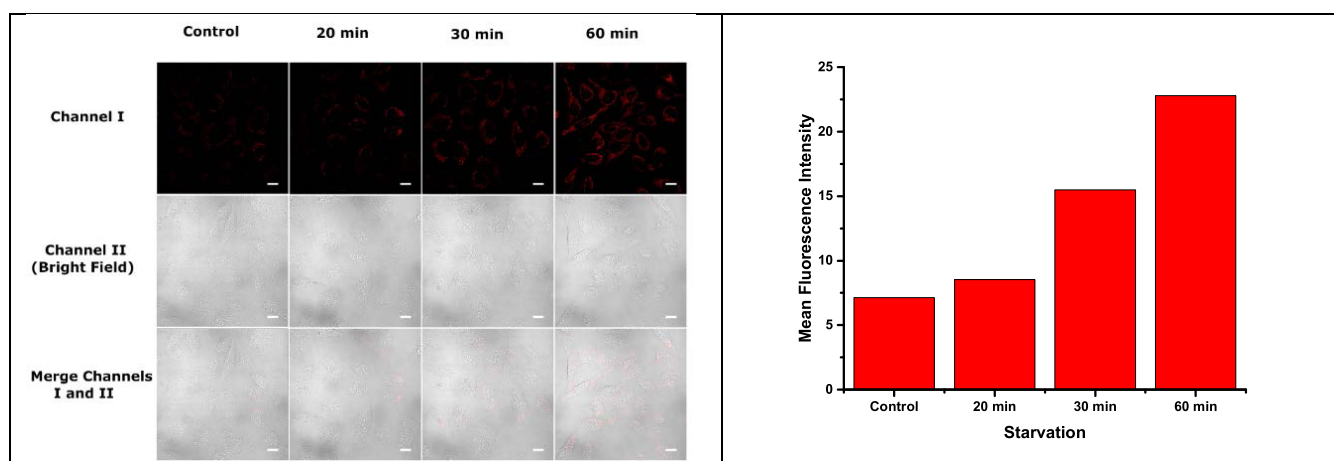 Control 20 min 30 min 60 min
Channel I
Channel II
(Bright Field)
Merge Channels
I and II
Mean Fluorescence Intensity
25
20
15
10
5
0
Control 20 min 30 min 60 min
Starvation